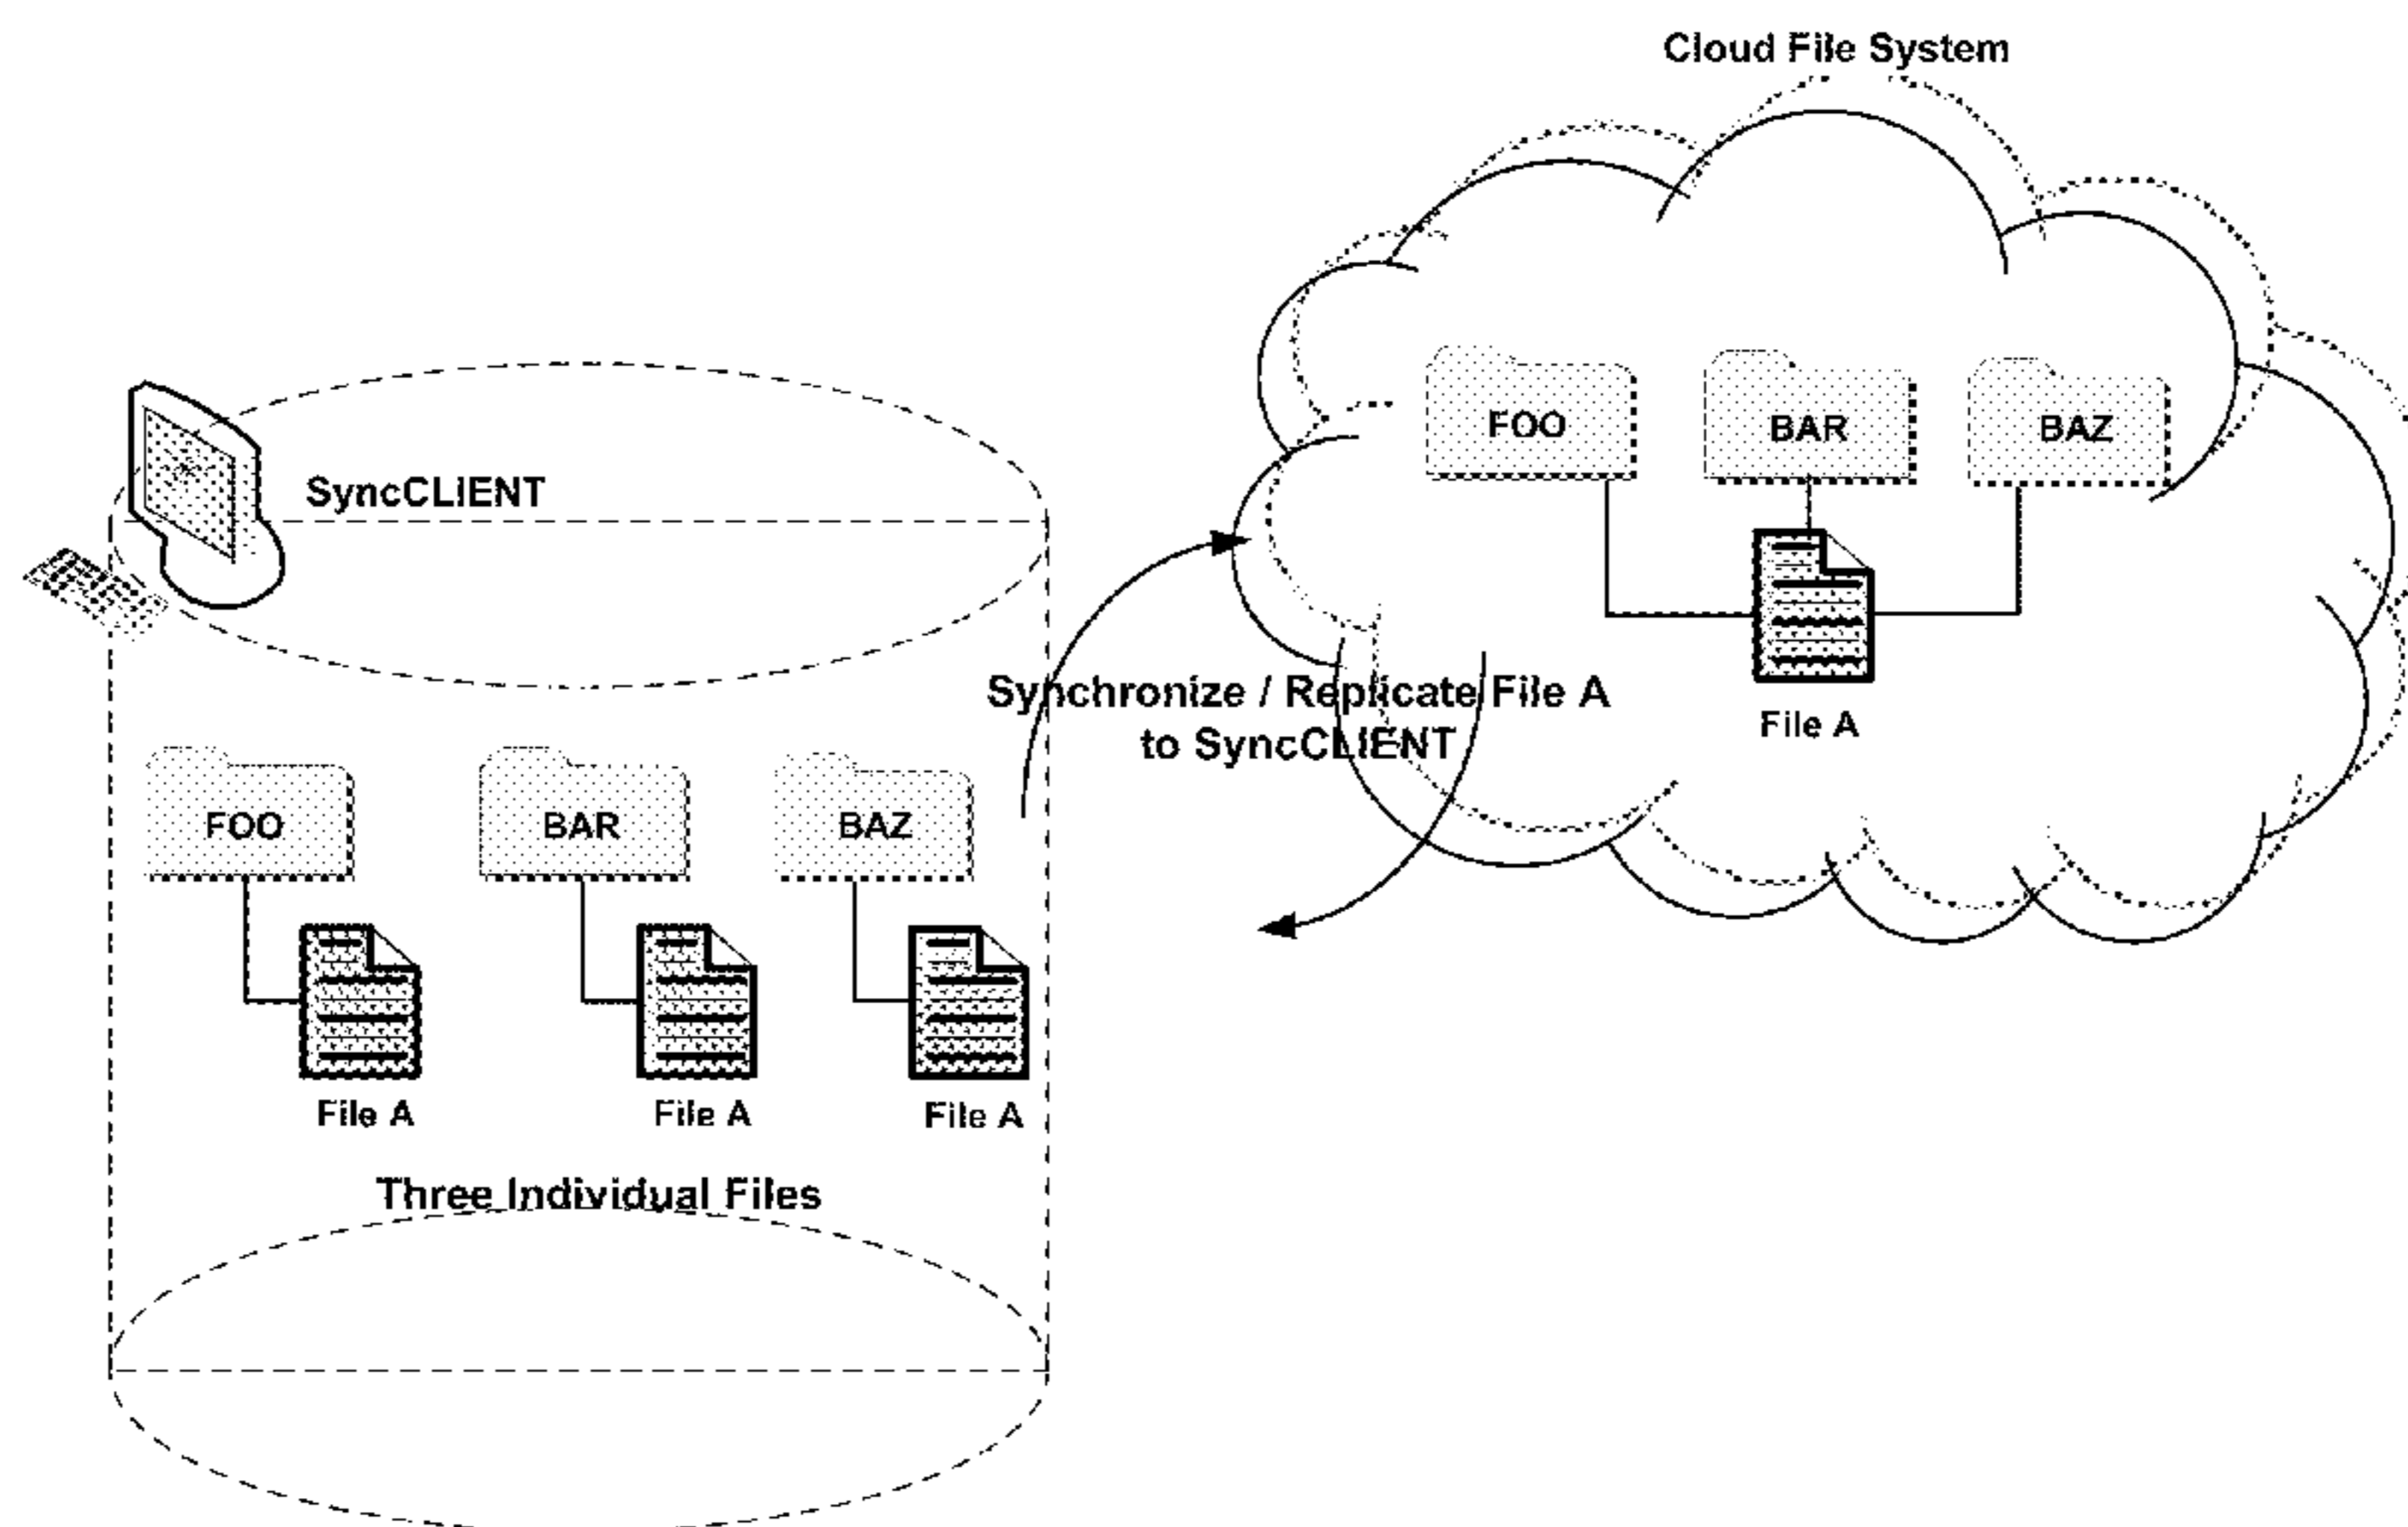 Cloud File System
FOO
BAR
BAZ
SyncCLIENT
Synchronize / Replicate File A
to SyncCLIENT
File A
FOO
BAR
BAZ
File A
File A
File A
Three Individual Files